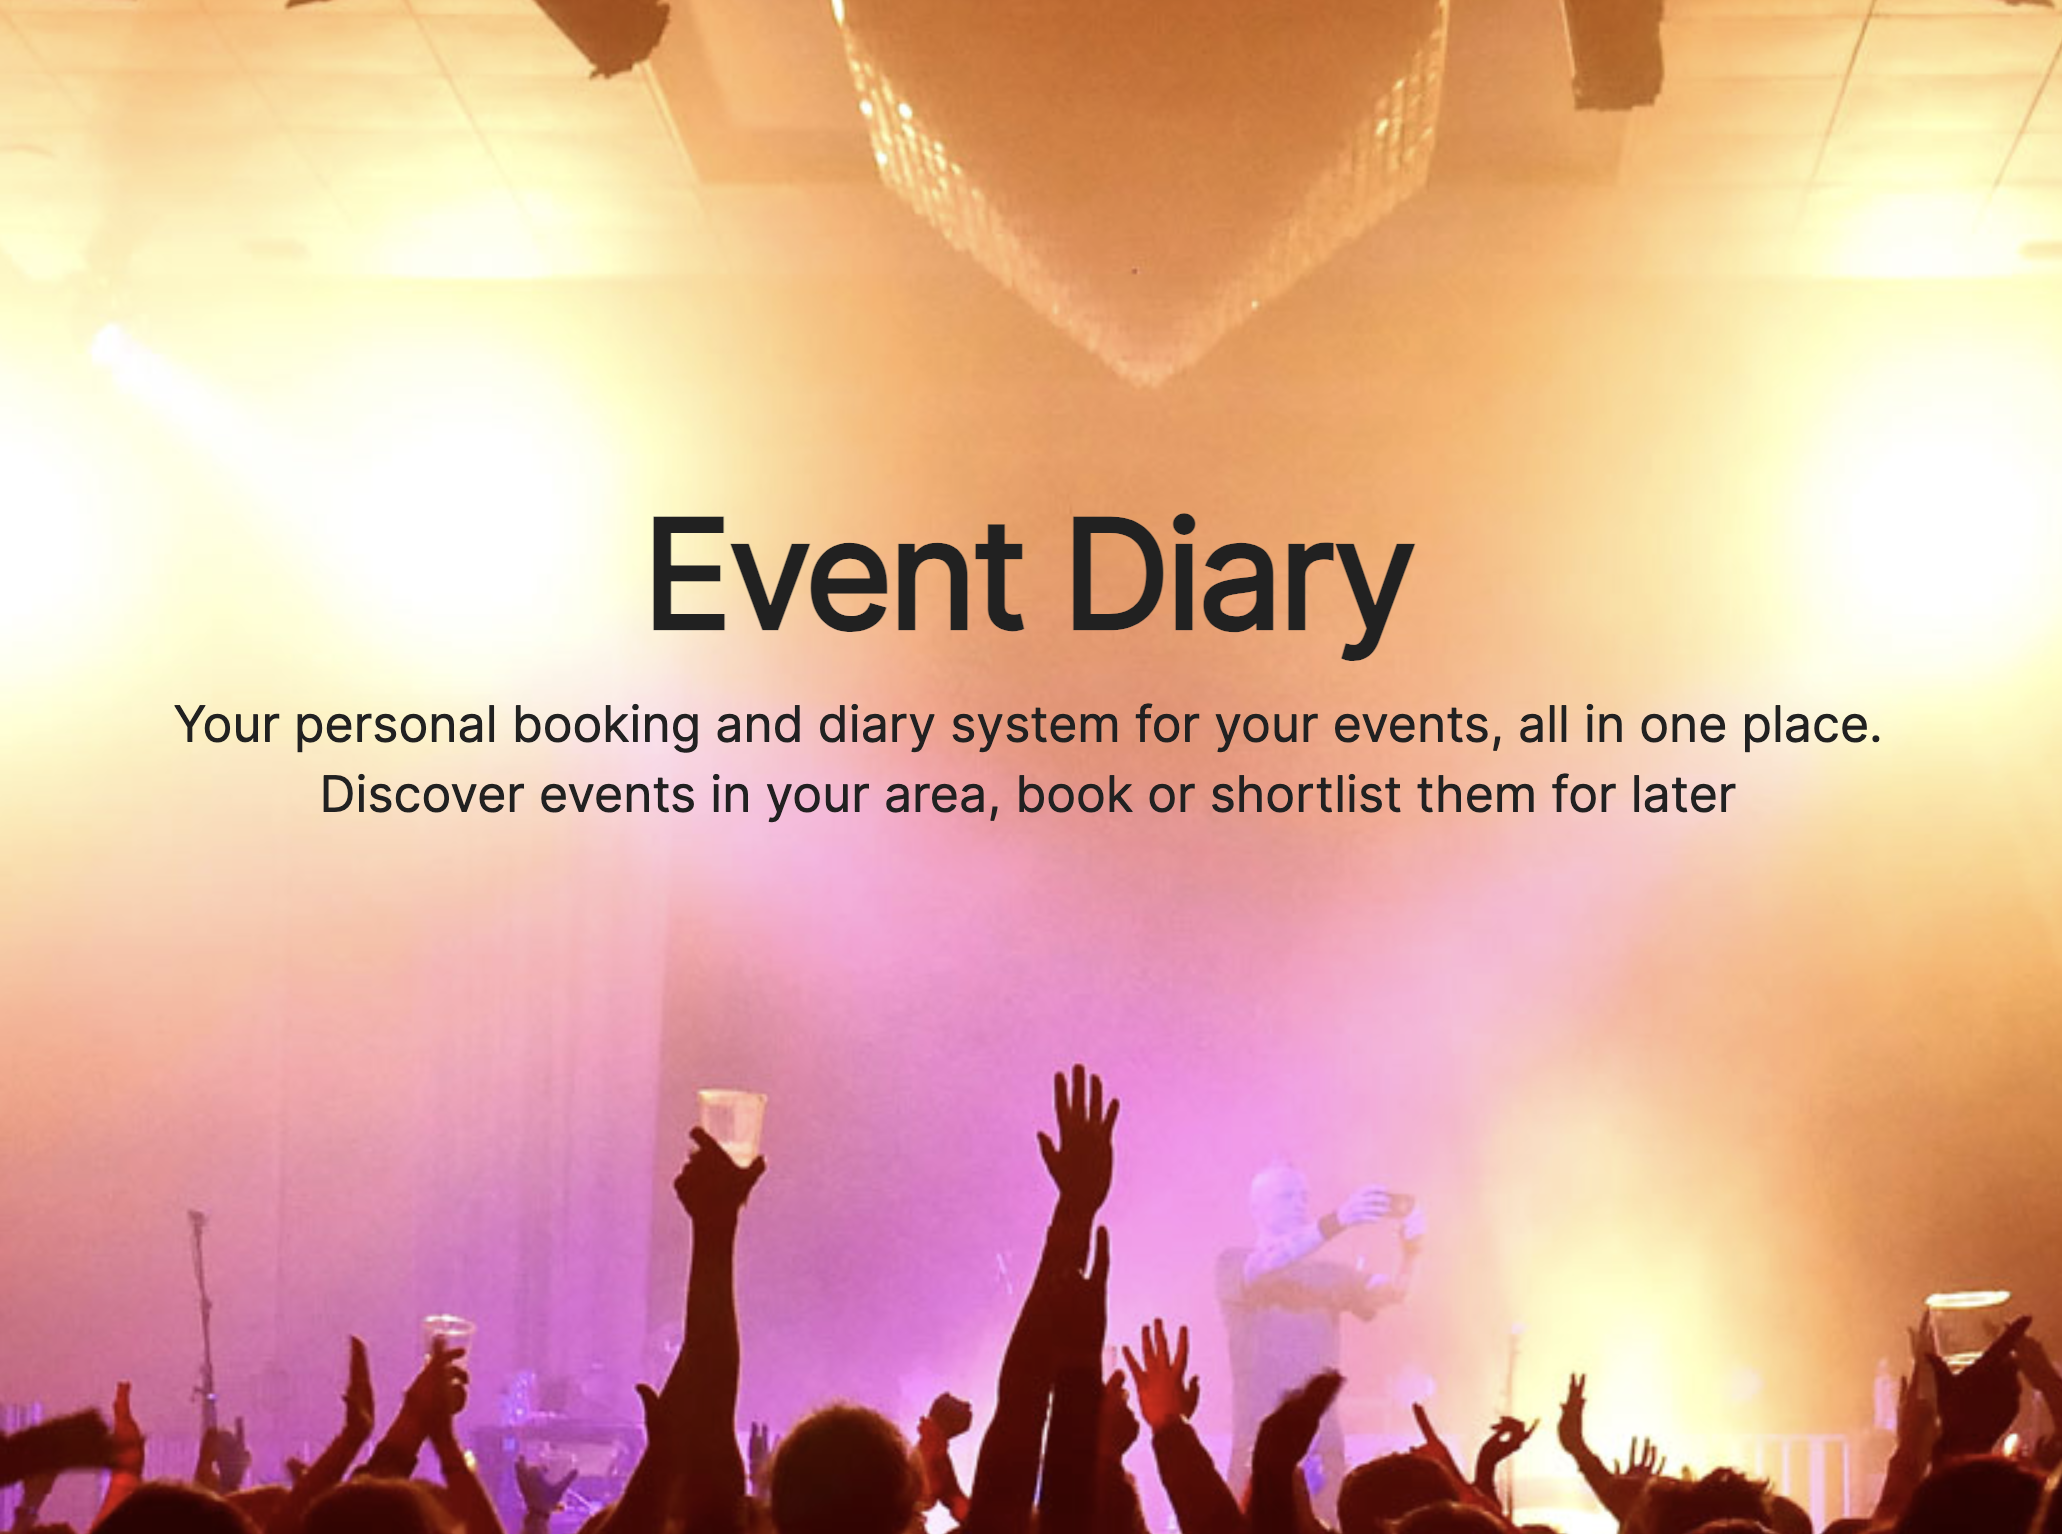 Event Diary
Your personal booking and diary system for your events, all in one place.
Discover events in your area, book or shortlist them for later